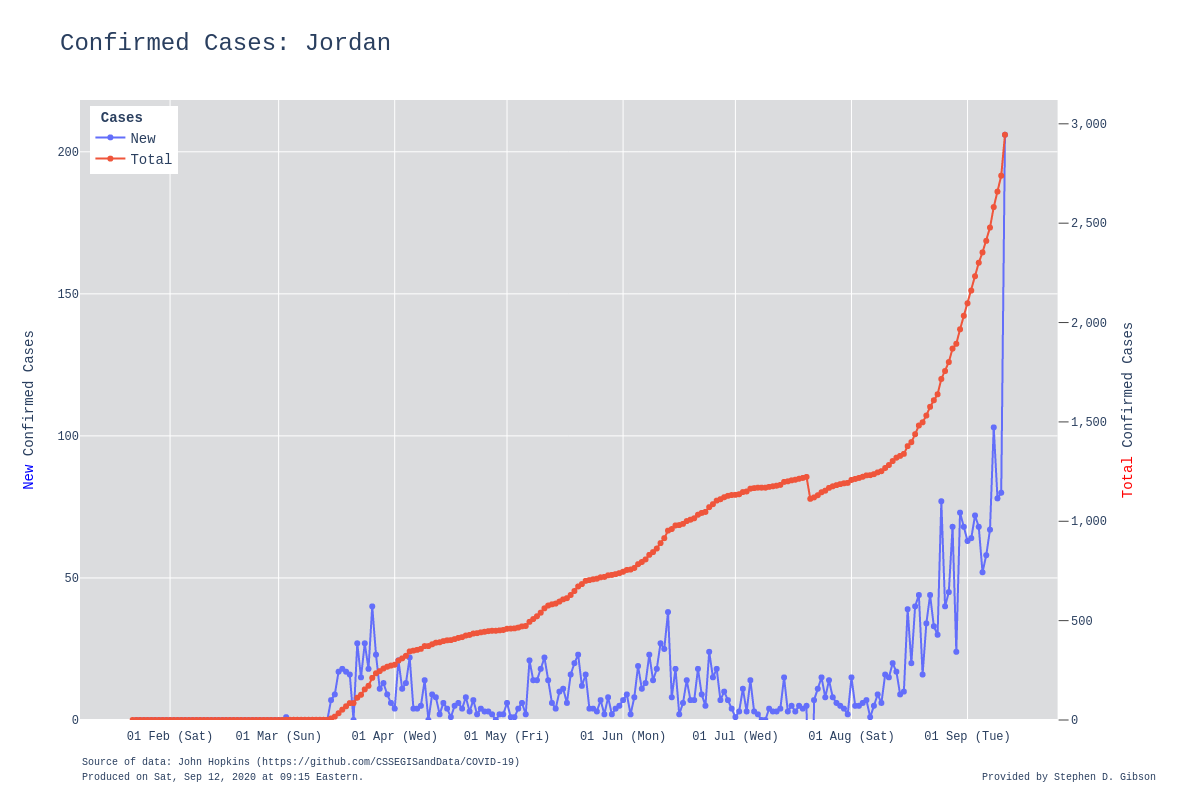 Confirmed Cases: Jordan
Cases
New
Total
200
150
100
50
0
New Confirmed Cases
3,000
2,500
2,000
1,500
1,000
500
0
Total Confirmed Cases
01 Feb (Sat)
01 Mar (Sun)
01 Apr (Wed)
01 May (Fri)
01 Jun (Mon)
01 Jul (Wed)
01 Aug (Sat)
01 Sep (Tue)
Source of data: John Hopkins (https://github.com/CSSEGISandData/COVID-19)
Produced on Sat, Sep 12, 2020 at 09:15 Eastern.
Provided by Stephen D. Gibson